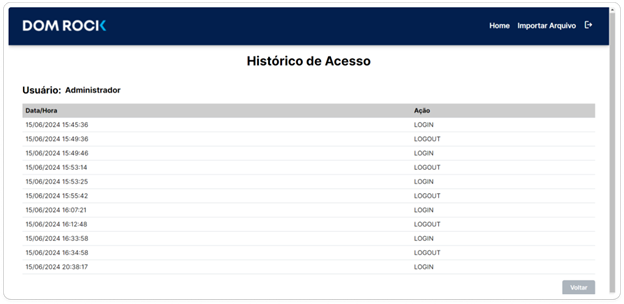 DOM ROCK
Home Importar Arquivo
Histórico de Acesso
Usuário: Administrador
Data/Hora Ação
15/06/2024 15:45:36 LOGIN
15/06/2024 15:49:36 LOGOUT
15/06/2024 15:49:46 LOGIN
15/06/2024 15:53:14 LOGOUT
15/06/2024 15:53:25 LOGIN
15/06/2024 15:55:42 LOGOUT
15/06/2024 16:07:21 LOGIN
15/06/2024 16:12:48 LOGOUT
15/06/2024 16:33:58 LOGIN
15/06/2024 16:34:58 LOGOUT
15/06/2024 20:38:17 LOGIN
Voltar